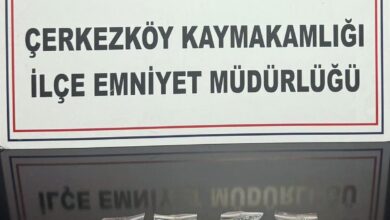 ÇERKEZKÖY KAYMAKAMLIĞI
İLÇE EMNİYET MÜDÜRLÜĞÜ